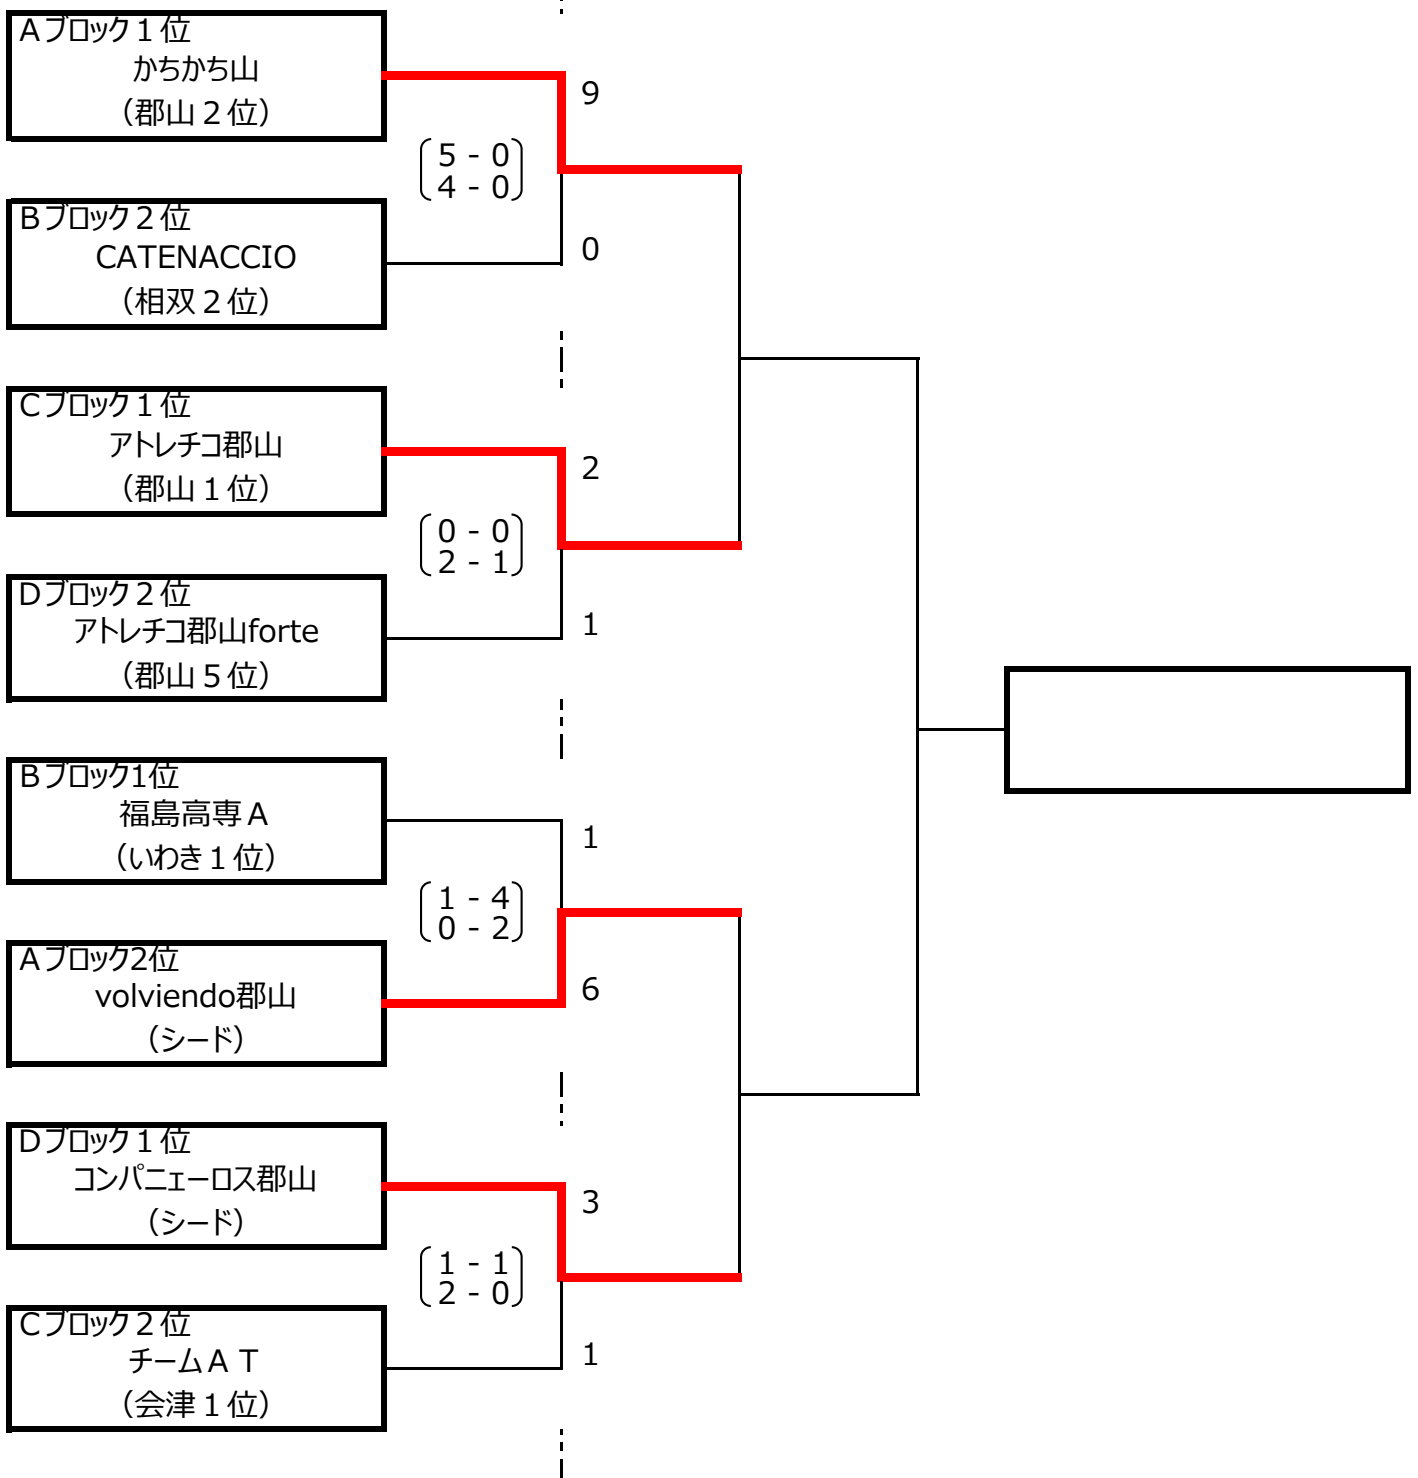 Ａブロック１位
かちかち山
（郡山２位）
9
5 - 0
4 - 0
Ｂブロック２位
CATENACCIO
（相双２位）
0
Ｃブロック１位
アトレチコ郡山
（郡山１位）
2
0 - 0
2 - 1
Ｄブロック２位
アトレチコ郡山forte
（郡山５位）
1
Ｂブロック1位
福島高専Ａ
（いわき１位）
1
1 - 4
0 - 2
Ａブロック2位
volviendo郡山
（シード）
6
Ｄブロック１位
コンパニェーロス郡山
（シード）
3
1 - 1
2 - 0
Ｃブロック２位
チームＡＴ
（会津１位）
1